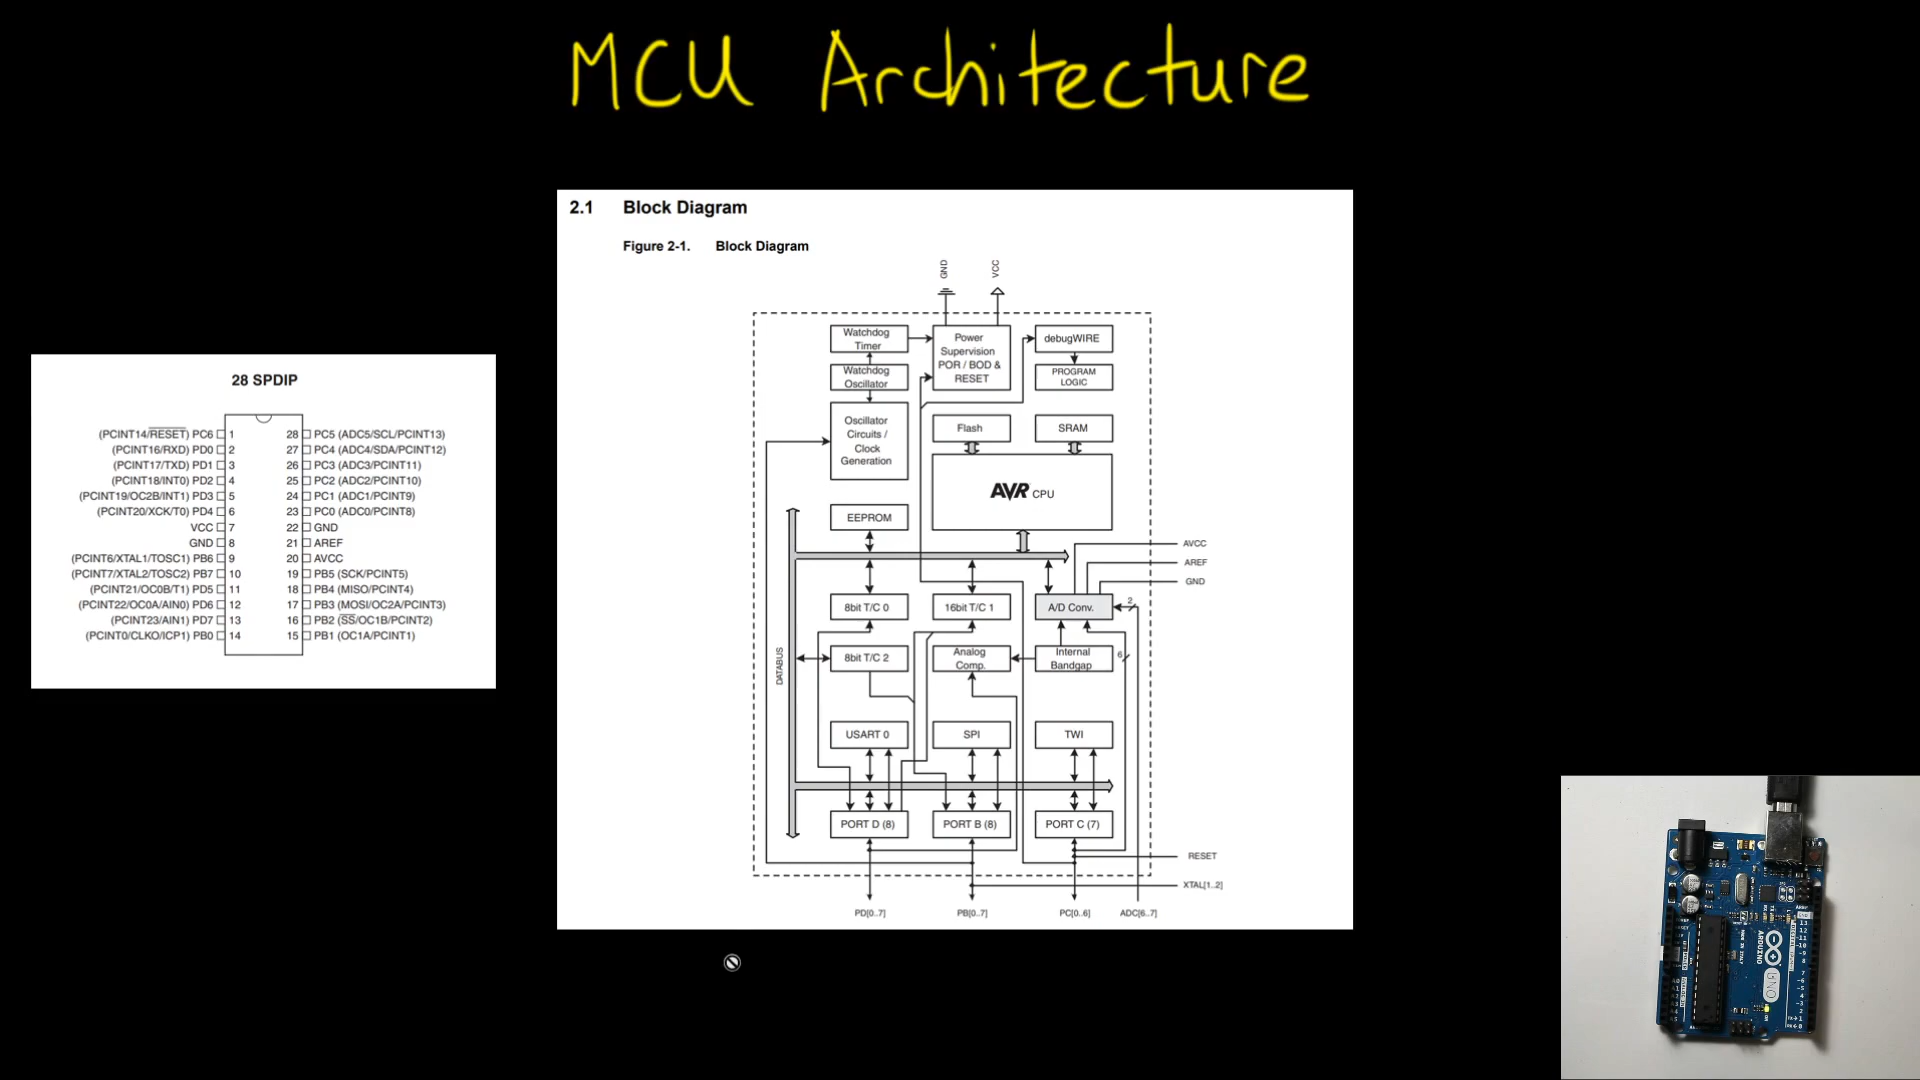 MCU Architecture
2.1 Block Diagram
Figure 2-1. Block Diagram
GND
VCC
Watchdog
Timer
Power
Supervision
POR / BOD &
RESET
debugWIRE
Watchdog
Oscillator
PROGRAM
LOGIC
Oscillator
Circuits /
Clock
Generation
Flash
SRAM
AVR CPU
EEPROM
AVCC
AREF
GND
8bit T/C 0
16bit T/C 1
A/D Conv.
2
8bit T/C 2
Analog
Comp.
Internal
Bandgap
6
DATABUS
USART 0
SPI
TWI
PORT D (8)
PORT B (8)
PORT C (7)
RESET
XTAL[1..2]
PD[0..7]
PB[0..7]
PC[0..6]
ADC[6..7]
28 SPDIP
(PCINT14/RESET) PC6 1 28 PC5 (ADC5/SCL/PCINT13)
(PCINT16/RXD) PD0 2 27 PC4 (ADC4/SDA/PCINT12)
(PCINT17/TXD) PD1 3 26 PC3 (ADC3/PCINT11)
(PCINT18/INT0) PD2 4 25 PC2 (ADC2/PCINT10)
(PCINT19/OC2B/INT1) PD3 5 24 PC1 (ADC1/PCINT9)
(PCINT20/XCK/T0) PD4 6 23 PC0 (ADC0/PCINT8)
VCC 7 22 GND
GND 8 21 AREF
(PCINT6/XTAL1/TOSC1) PB6 9 20 AVCC
(PCINT7/XTAL2/TOSC2) PB7 10 19 PB5 (SCK/PCINT5)
(PCINT21/OC0B/T1) PD5 11 18 PB4 (MISO/PCINT4)
(PCINT22/OC0A/AIN0) PD6 12 17 PB3 (MOSI/OC2A/PCINT3)
(PCINT23/AIN1) PD7 13 16 PB2 (SS/OC1B/PCINT2)
(PCINT0/CLKO/ICP1) PB0 14 15 PB1 (OC1A/PCINT1)
ARDUINO
UNO